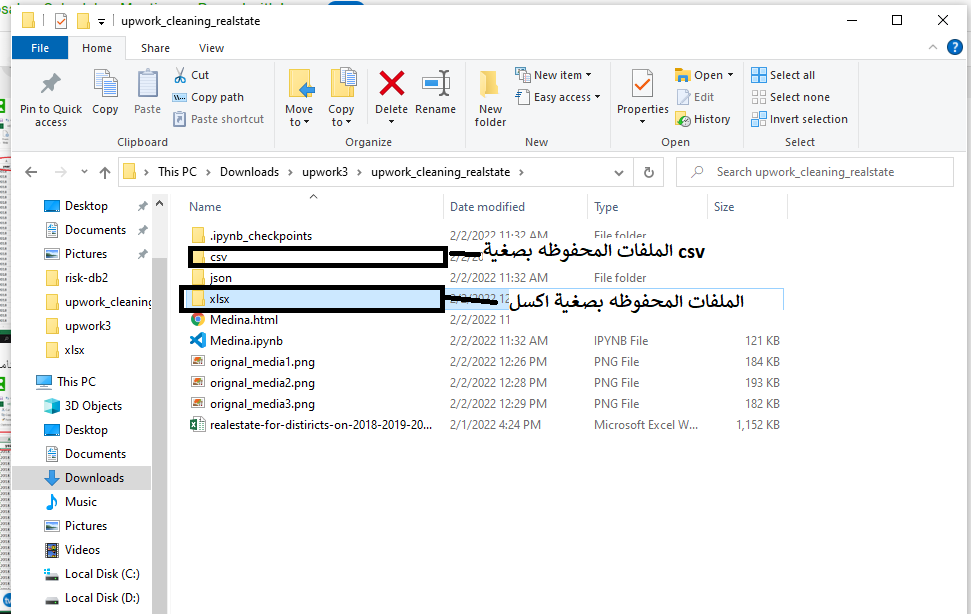 upwork_cleaning_realstate
File Home Share View
Pin to Quick access
Copy
Paste
Cut
Copy path
Paste shortcut
Clipboard
Move to
Copy to
Delete
Rename
Organize
New folder
New item
Easy access
New
Properties
Open
Edit
History
Open
Select all
Select none
Invert selection
Select
This PC > Downloads > upwork3 > upwork_cleaning_realstate >
Search upwork_cleaning_realstate
Desktop
Documents
Pictures
risk-db2
upwork_cleaning
upwork3
xlsx
This PC
3D Objects
Desktop
Documents
Downloads
Music
Pictures
Videos
Local Disk (C:)
Local Disk (D:)
Name Date modified Type Size
.ipynb_checkpoints 2/2/2022 11:32 AM File folder
csv
الملفات المحفوظه بصغية csv
json 2/2/2022 11:32 AM File folder
xlsx 2/2/2022 12
الملفات المحفوظه بصغية اكسل
Medina.html 2/2/2022 11
Medina.ipynb 2/2/2022 11:32 AM IPYNB File 121 KB
orignal_media1.png 2/2/2022 12:26 PM PNG File 184 KB
orignal_media2.png 2/2/2022 12:28 PM PNG File 193 KB
orignal_media3.png 2/2/2022 12:29 PM PNG File 182 KB
realestate-for-districts-on-2018-2019-20... 2/1/2022 4:24 PM Microsoft Excel W... 1,152 KB